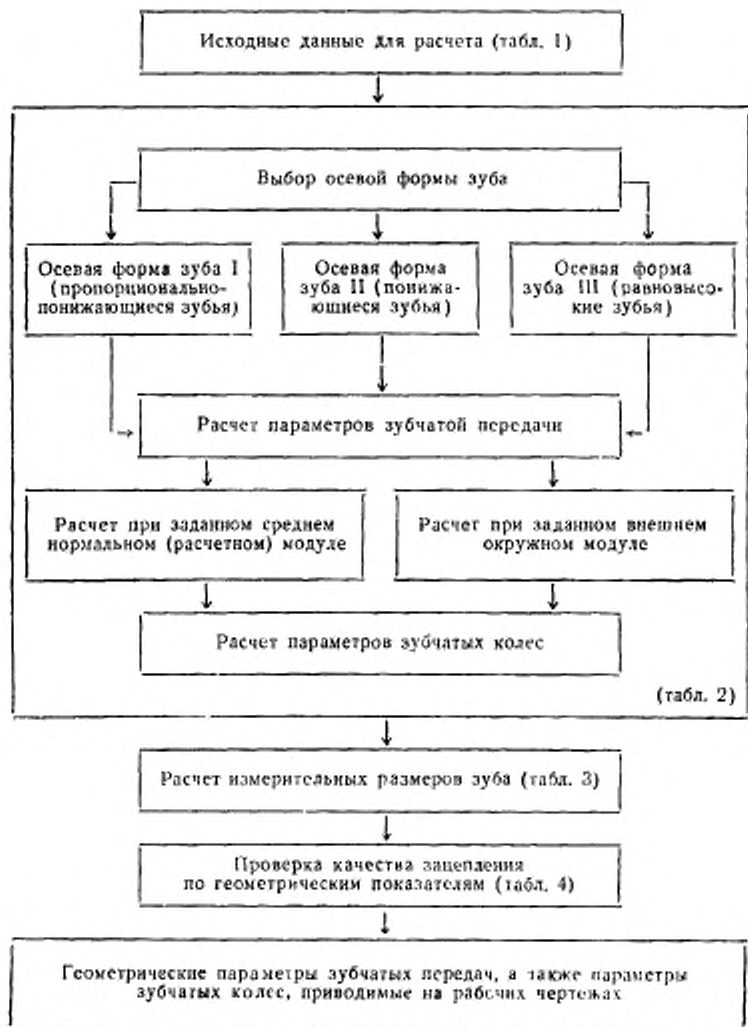 Исходные данные для расчета (табл. 1)
Выбор осевой формы зуба
Осевая форма зуба I
(пропорционально-
понижающиеся зубья)
Осевая форма
зуба II (понижа-
ющиеся зубья)
Осевая форма
зуба III (равновысо-
кие зубья)
Расчет параметров зубчатой передачи
Расчет при заданном среднем
нормальном (расчетном) модуле
Расчет при заданном внешнем
окружном модуле
Расчет параметров зубчатых колес
(табл. 2)
Расчет измерительных размеров зуба (табл. 3)
Проверка качества зацепления
по геометрическим показателям (табл. 4)
Геометрические параметры зубчатых передач, а также параметры
зубчатых колес, приводимые на рабочих чертежах